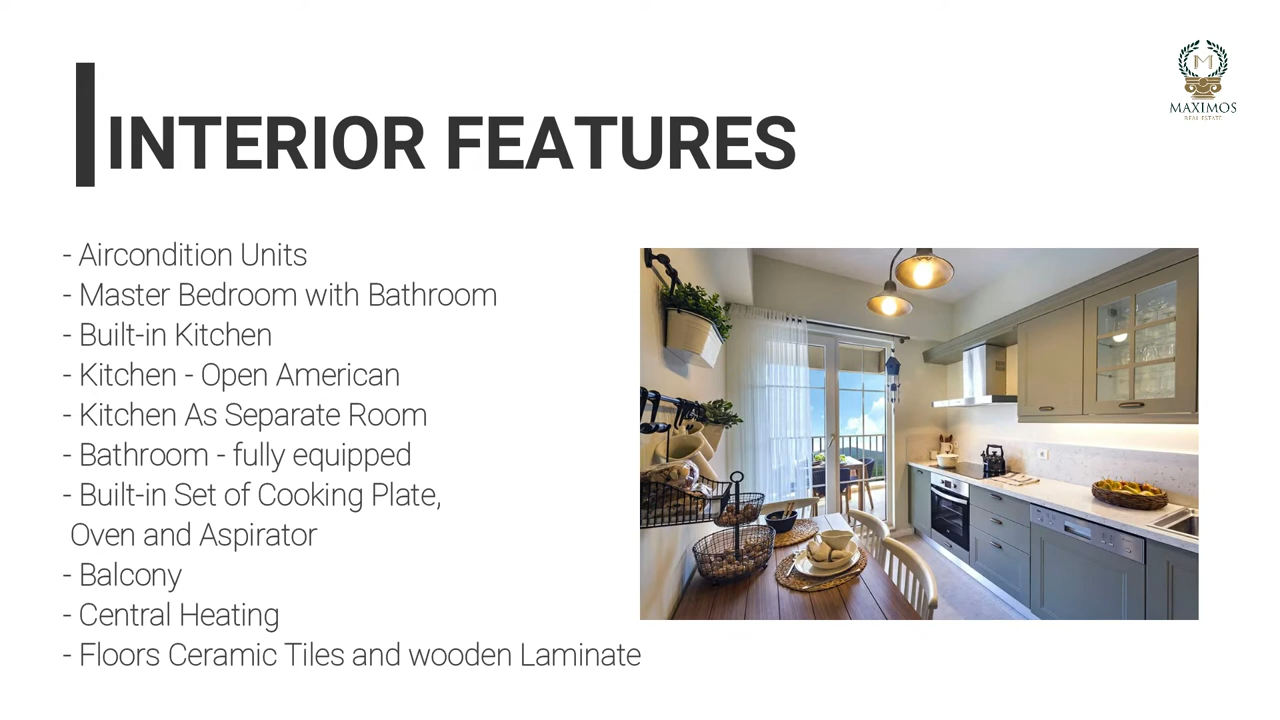 M
MAXIMOS
REAL ESTATE
INTERIOR FEATURES
- Aircondition Units
- Master Bedroom with Bathroom
- Built-in Kitchen
- Kitchen - Open American
- Kitchen As Separate Room
- Bathroom - fully equipped
- Built-in Set of Cooking Plate,
Oven and Aspirator
- Balcony
- Central Heating
- Floors Ceramic Tiles and wooden Laminate